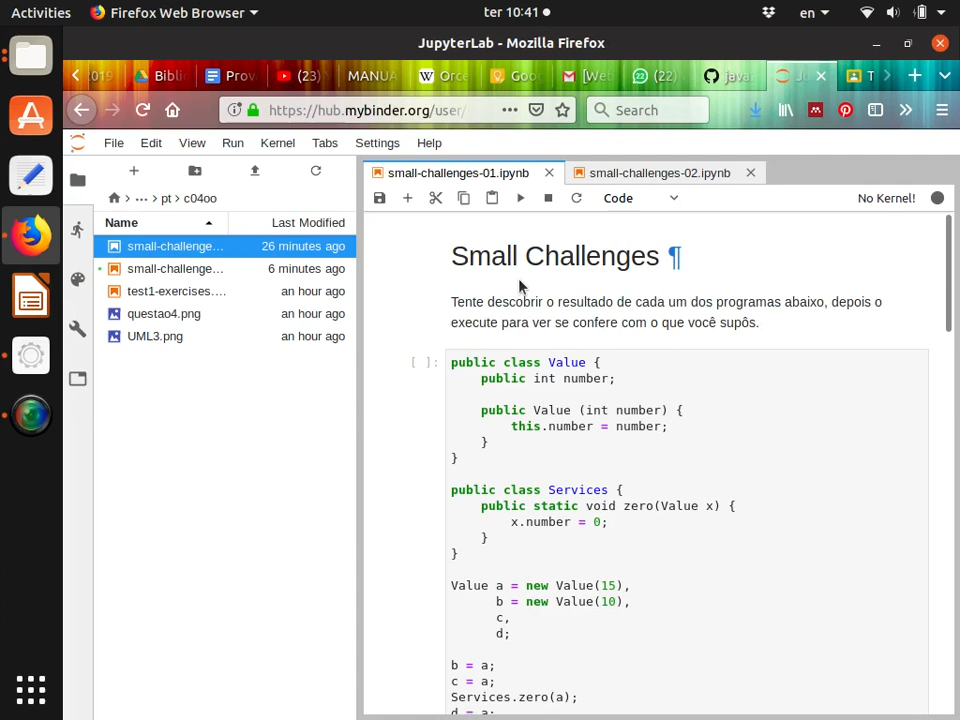 Activities Firefox Web Browser ter 10:41 en
JupyterLab - Mozilla Firefox
2019 Bibli Prov (23) MANUA W Orce Goo [We (22) java Ju T
https://hub.mybinder.org/user/ Search
File Edit View Run Kernel Tabs Settings Help
small-challenges-01.ipynb small-challenges-02.ipynb
··· pt c04oo
Code No Kernel!
Name Last Modified
small-challenge... 26 minutes ago
small-challenge... 6 minutes ago
test1-exercises.... an hour ago
questao4.png an hour ago
UML3.png an hour ago
Small Challenges ¶
Tente descobrir o resultado de cada um dos programas abaixo, depois o
execute para ver se confere com o que você supôs.
[ ]:
public class Value {
public int number;
public Value (int number) {
this.number = number;
}
}
public class Services {
public static void zero(Value x) {
x.number = 0;
}
}
Value a = new Value(15),
b = new Value(10),
c,
d;
b = a;
c = a;
Services.zero(a);
d = a;